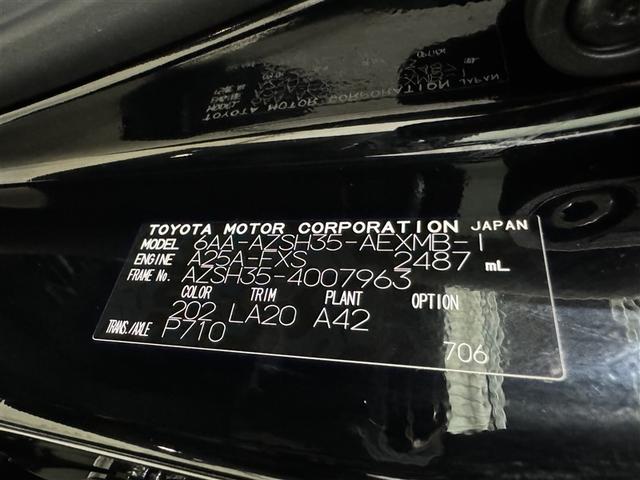 TOYOTA MOTOR CORPORATION JAPAN
MODEL 6AA-AZSH35-AEXMB-1
ENGINE A25A-FXS 2487 mL
FRAME No. AZSH35-4007963
COLOR TRIM PLANT OPTION
202 LA20 A42
TRANS./AXLE P710
706